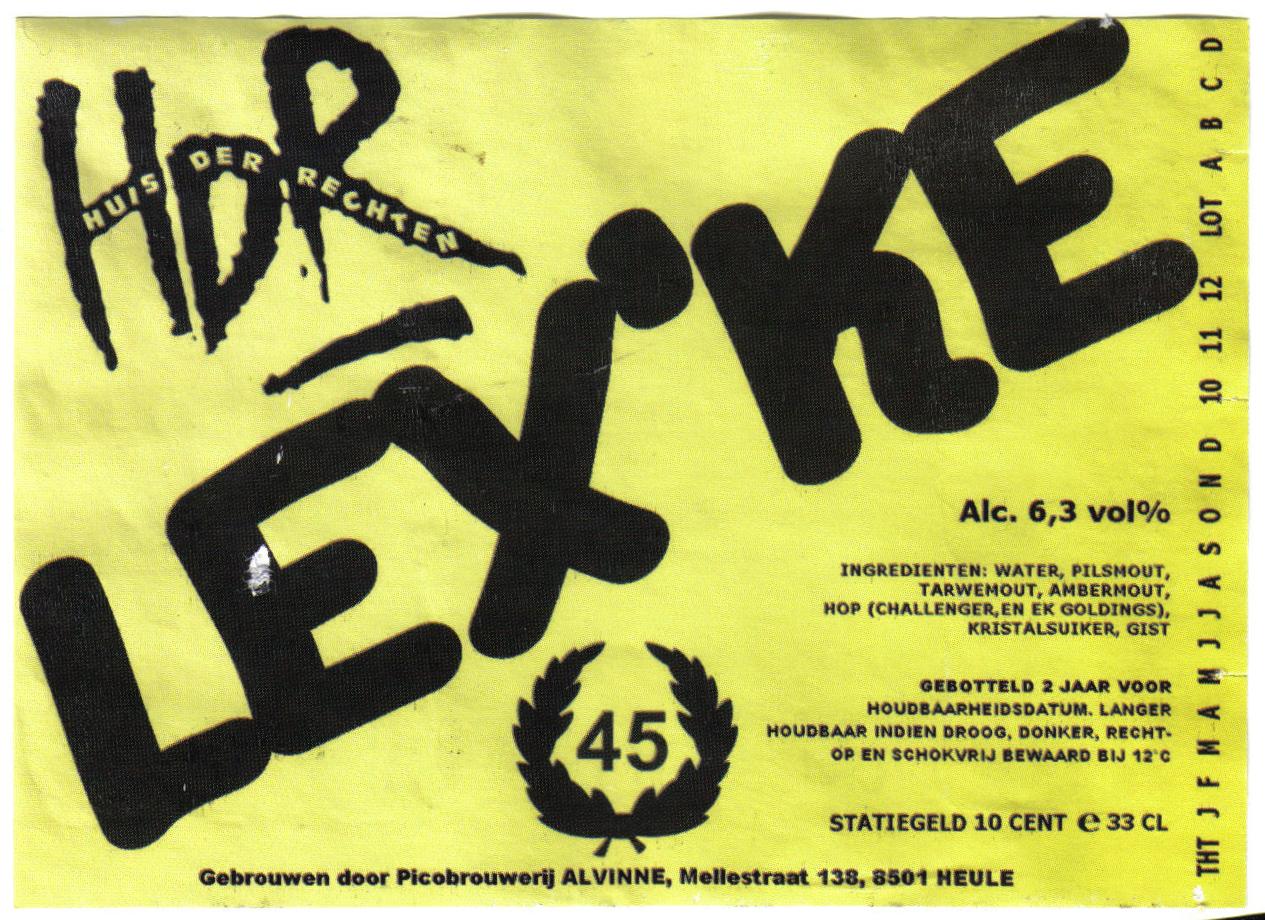 HDR
HUIS DER RECHTEN
LEX'KE
Alc. 6,3 vol%
INGREDIENTEN: WATER, PILSMOUT,
TARWEMOUT, AMBERMOUT,
HOP (CHALLENGER,EN EK GOLDINGS),
KRISTALSUIKER, GIST
GEBOTTELD 2 JAAR VOOR
HOUDBAARHEIDSDATUM. LANGER
HOUDBAAR INDIEN DROOG, DONKER, RECHT-
OP EN SCHOKVRIJ BEWAARD BIJ 12°C
45
STATIEGELD 10 CENT e 33 CL
Gebrouwen door Picobrouwerij ALVINNE, Mellestraat 138, 8501 HEULE
THT J F M A M J J A S O N D 10 11 12 LOT A B C D